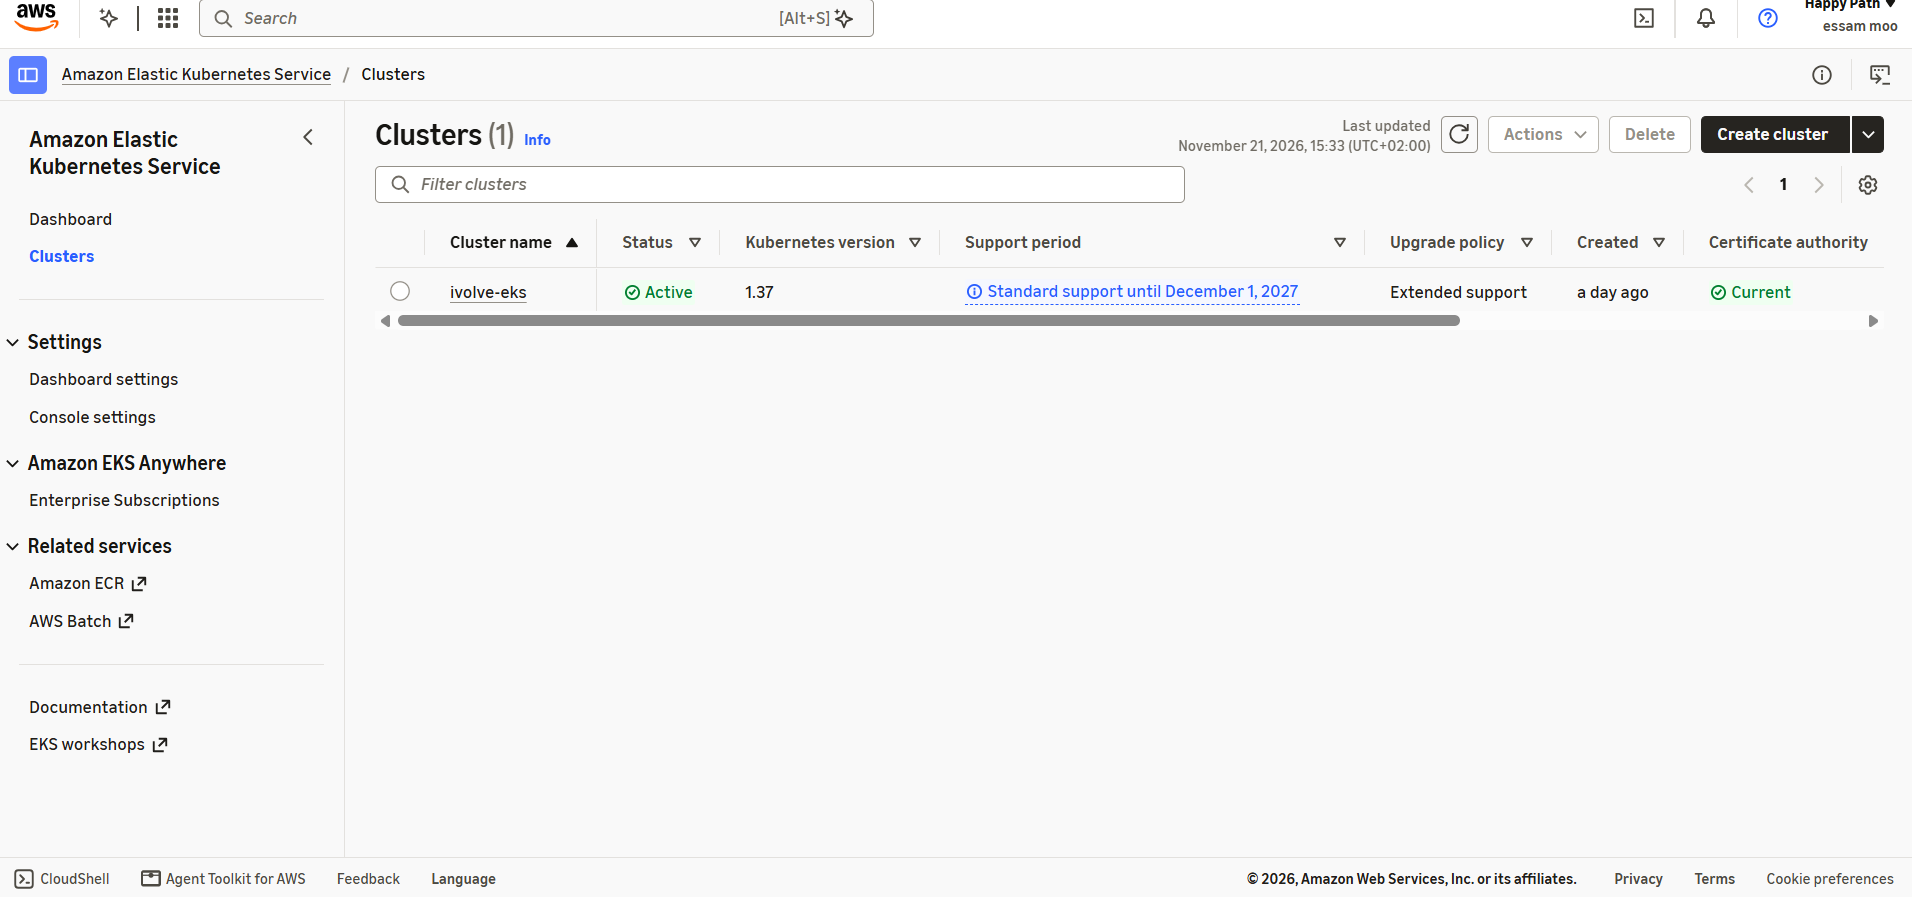 aws
Search
[Alt+S]
Happy Path ▼
essam moo
Amazon Elastic Kubernetes Service / Clusters
Amazon Elastic
Kubernetes Service
Dashboard
Clusters
Settings
Dashboard settings
Console settings
Amazon EKS Anywhere
Enterprise Subscriptions
Related services
Amazon ECR
AWS Batch
Documentation
EKS workshops
Clusters (1) Info
Last updated
November 21, 2026, 15:33 (UTC+02:00)
Actions
Delete
Create cluster
Filter clusters
1
Cluster name Status Kubernetes version Support period Upgrade policy Created Certificate authority
ivolve-eks Active 1.37 Standard support until December 1, 2027 Extended support a day ago Current
CloudShell Agent Toolkit for AWS Feedback Language © 2026, Amazon Web Services, Inc. or its affiliates. Privacy Terms Cookie preferences